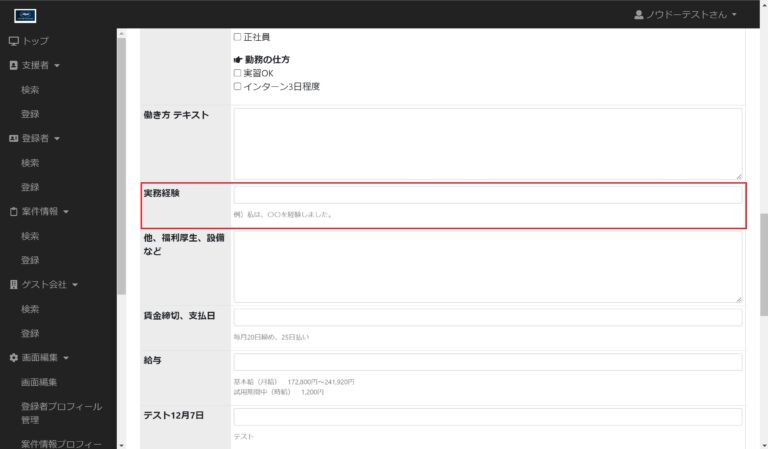 ノウドーテストさん
トップ
支援者
検索
登録
登録者
検索
登録
案件情報
検索
登録
ゲスト会社
検索
登録
画面編集
画面編集
登録者プロフィール
管理
案件情報プロフィー
正社員
勤務の仕方
実習OK
インターン3日程度
働き方 テキスト
実務経験
例）私は、〇〇を経験しました。
他、福利厚生、設備
など
賃金締切、支払日
毎月20日締め、25日払い
給与
基本給（月給） 172,800円～241,920円
試用期間中（時給） 1,200円
テスト12月7日
テスト